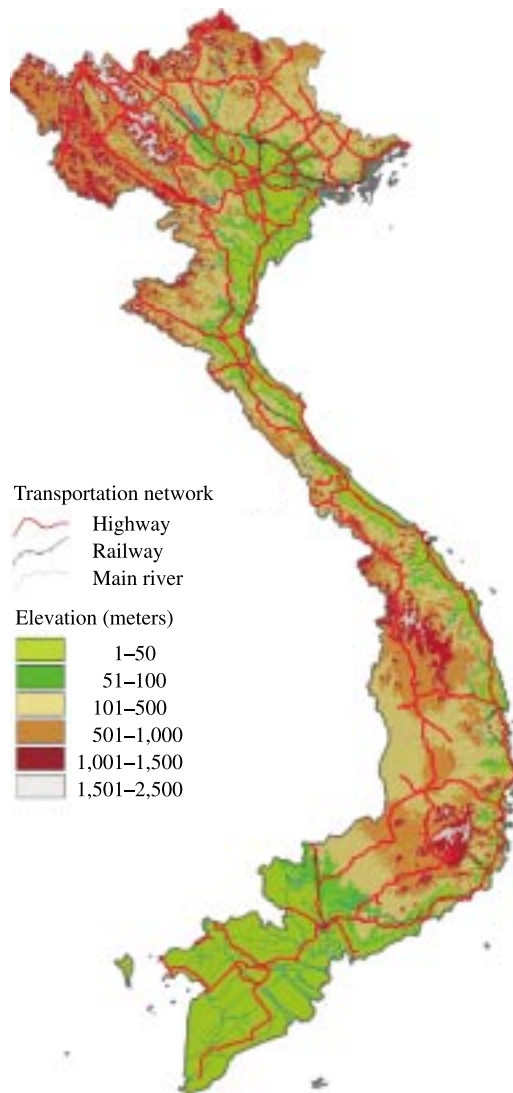 Transportation network
Highway
Railway
Main river
Elevation (meters)
1–50
51–100
101–500
501–1,000
1,001–1,500
1,501–2,500